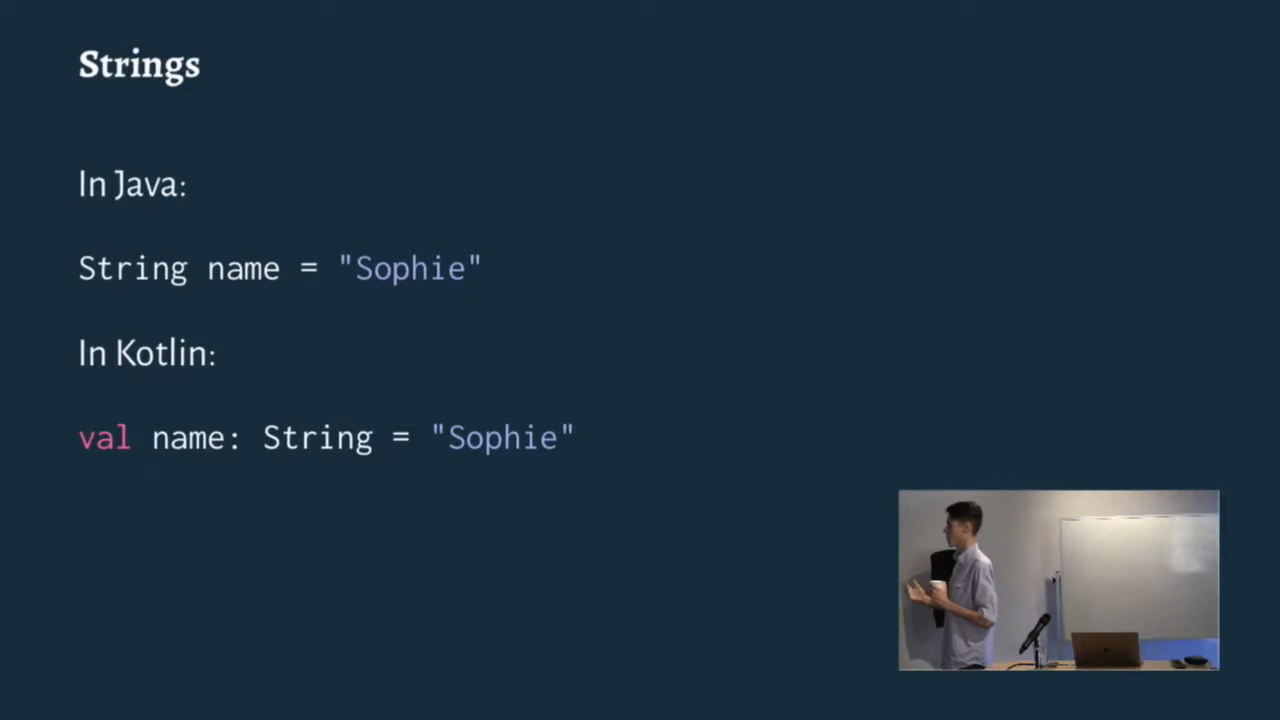 Strings
In Java:
String name = "Sophie"
In Kotlin:
val name: String = "Sophie"